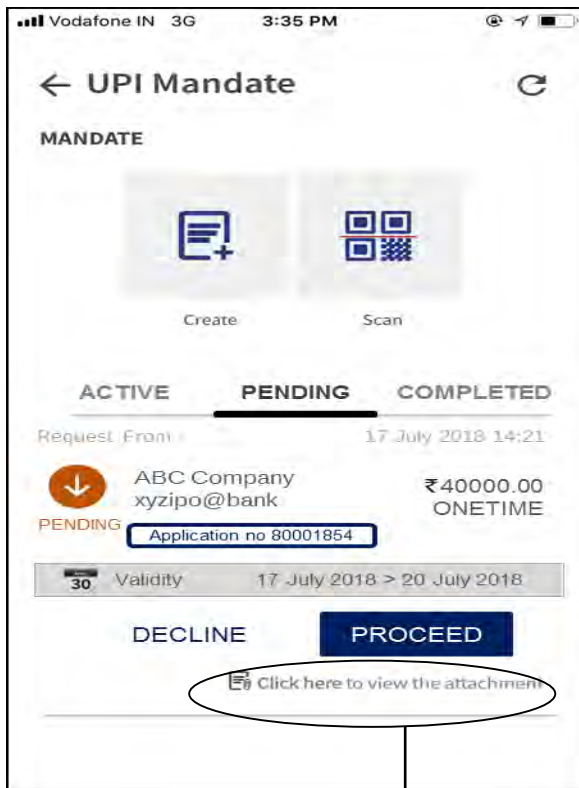 Vodafone IN 3G 3:35 PM
← UPI Mandate
MANDATE
Create Scan
ACTIVE PENDING COMPLETED
Request From : 17 July 2018 14:21
ABC Company ₹40000.00
xyzipo@bank ONETIME
PENDING
Application no 80001854
30 Validity 17 July 2018 > 20 July 2018
DECLINE PROCEED
Click here to view the attachment